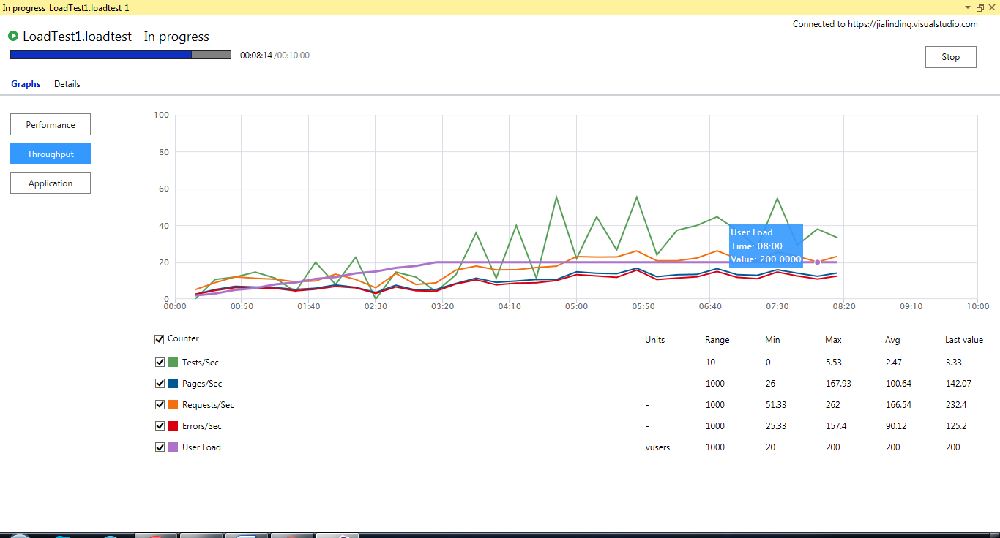 In progress_LoadTest1.loadtest_1
Connected to https://jialinding.visualstudio.com
LoadTest1.loadtest - In progress
00:08:14 /00:10:00
Stop
Graphs Details
Performance
Throughput
Application
100
80
60
40
20
0
User Load
Time: 08:00
Value: 200.0000
00:00 00:50 01:40 02:30 03:20 04:10 05:00 05:50 06:40 07:30 08:20 09:10 10:00
Counter Units Range Min Max Avg Last value
Tests/Sec - 10 0 5.53 2.47 3.33
Pages/Sec - 1000 26 167.93 100.64 142.07
Requests/Sec - 1000 51.33 262 166.54 232.4
Errors/Sec - 1000 25.33 157.4 90.12 125.2
User Load vusers 1000 20 200 200 200